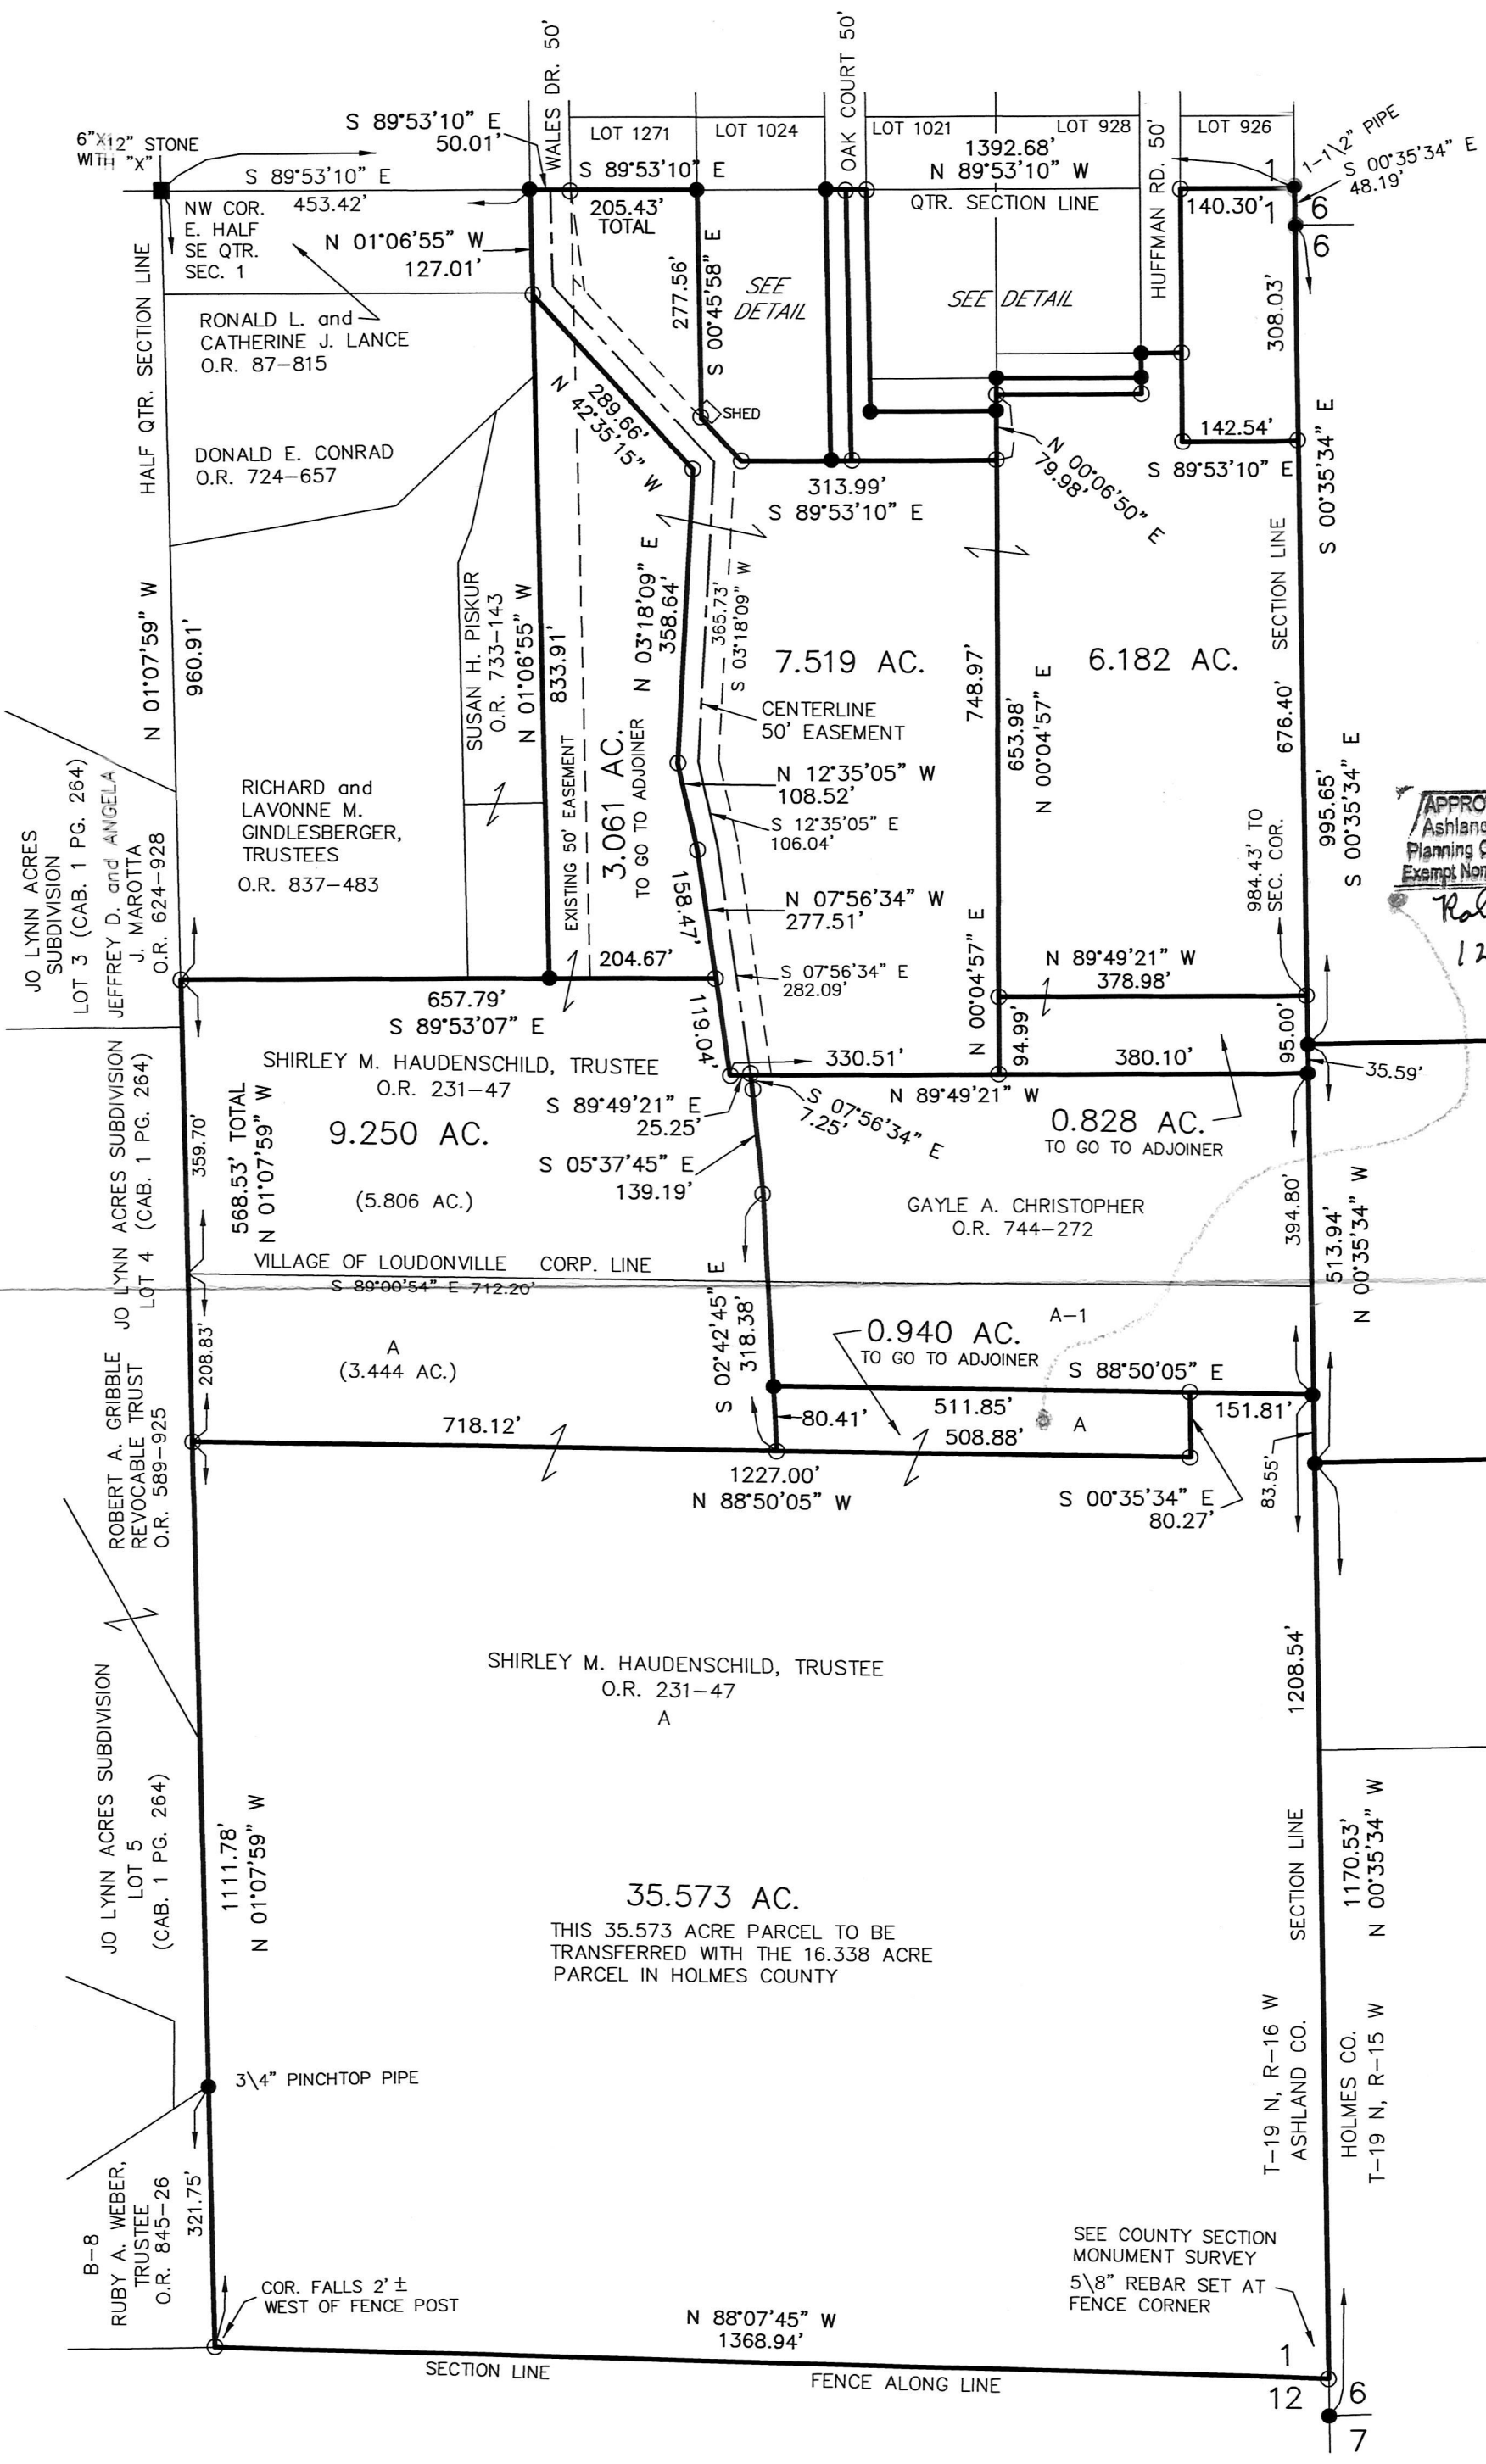 WALES DR. 50'
OAK COURT 50'
6"X12" STONE
WITH "X"
S 89°53'10" E
50.01'
LOT 1271
LOT 1024
LOT 1021
LOT 928
LOT 926
1392.68'
N 89°53'10" W
QTR. SECTION LINE
HUFFMAN RD. 50'
1-1\2" PIPE
S 00°35'34" E
48.19'
S 89°53'10" E
453.42'
S 89°53'10" E
205.43'
TOTAL
140.30'
1
1
6
6
NW COR.
E. HALF
SE QTR.
SEC. 1
N 01°06'55" W
127.01'
277.56'
S 00°45'58" E
SEE
DETAIL
SEE DETAIL
308.03'
HALF QTR. SECTION LINE
RONALD L. and
CATHERINE J. LANCE
O.R. 87-815
289.66'
N 42°35'15" W
SHED
DONALD E. CONRAD
O.R. 724-657
313.99'
S 89°53'10" E
N 00°06'50" E
79.98'
142.54'
S 89°53'10" E
S 00°35'34" E
SECTION LINE
N 01°07'59" W
960.91'
SUSAN H. PISKUR
O.R. 733-143
N 01°06'55" W
833.91'
EXISTING 50' EASEMENT
3.061 AC.
TO GO TO ADJOINER
N 03°18'09" E
358.64'
365.73'
S 03°18'09" W
7.519 AC.
6.182 AC.
CENTERLINE
50' EASEMENT
748.97'
653.98'
N 00°04'57" E
676.40'
995.65'
S 00°35'34" E
N 12°35'05" W
108.52'
S 12°35'05" E
106.04'
RICHARD and
LAVONNE M.
GINDLESBERGER,
TRUSTEES
O.R. 837-483
JO LYNN ACRES
SUBDIVISION
LOT 3 (CAB. 1 PG. 264)
JEFFREY D. and ANGELA
J. MAROTTA
O.R. 624-928
158.47'
N 07°56'34" W
277.51'
S 07°56'34" E
282.09'
N 00°04'57" E
984.43' TO
SEC. COR.
Ashland
Planning
Exempt
12
N 89°49'21" W
378.98'
204.67'
657.79'
S 89°53'07" E
119.04'
94.99'
95.00'
330.51'
380.10'
35.59'
N 89°49'21" W
SHIRLEY M. HAUDENSCHILD, TRUSTEE
O.R. 231-47
S 89°49'21" E
25.25'
S 07°56'34" E
7.25'
0.828 AC.
TO GO TO ADJOINER
9.250 AC.
568.53' TOTAL
N 01°07'59" W
359.70'
JO LYNN ACRES SUBDIVISION
LOT 4 (CAB. 1 PG. 264)
S 05°37'45" E
139.19'
(5.806 AC.)
GAYLE A. CHRISTOPHER
O.R. 744-272
394.80'
513.94'
N 00°35'34" W
VILLAGE OF LOUDONVILLE CORP. LINE
S 89°00'54" E 712.20'
A-1
208.83'
A
(3.444 AC.)
S 02°42'45" E
318.38'
0.940 AC.
TO GO TO ADJOINER
S 88°50'05" E
511.85'
151.81'
A
80.41'
508.88'
718.12'
1227.00'
N 88°50'05" W
S 00°35'34" E
80.27'
83.55'
ROBERT A. GRIBBLE
REVOCABLE TRUST
O.R. 589-925
SHIRLEY M. HAUDENSCHILD, TRUSTEE
O.R. 231-47
A
1208.54'
JO LYNN ACRES SUBDIVISION
LOT 5
(CAB. 1 PG. 264)
1111.78'
N 01°07'59" W
35.573 AC.
THIS 35.573 ACRE PARCEL TO BE
TRANSFERRED WITH THE 16.338 ACRE
PARCEL IN HOLMES COUNTY
SECTION LINE
1170.53'
N 00°35'34" W
T-19 N, R-16 W
ASHLAND CO.
HOLMES CO.
T-19 N, R-15 W
3\4" PINCHTOP PIPE
B-8
RUBY A. WEBER,
TRUSTEE
O.R. 845-26
321.75'
COR. FALLS 2' ±
WEST OF FENCE POST
SEE COUNTY SECTION
MONUMENT SURVEY
5\8" REBAR SET AT
FENCE CORNER
N 88°07'45" W
1368.94'
SECTION LINE
FENCE ALONG LINE
1
12
6
7